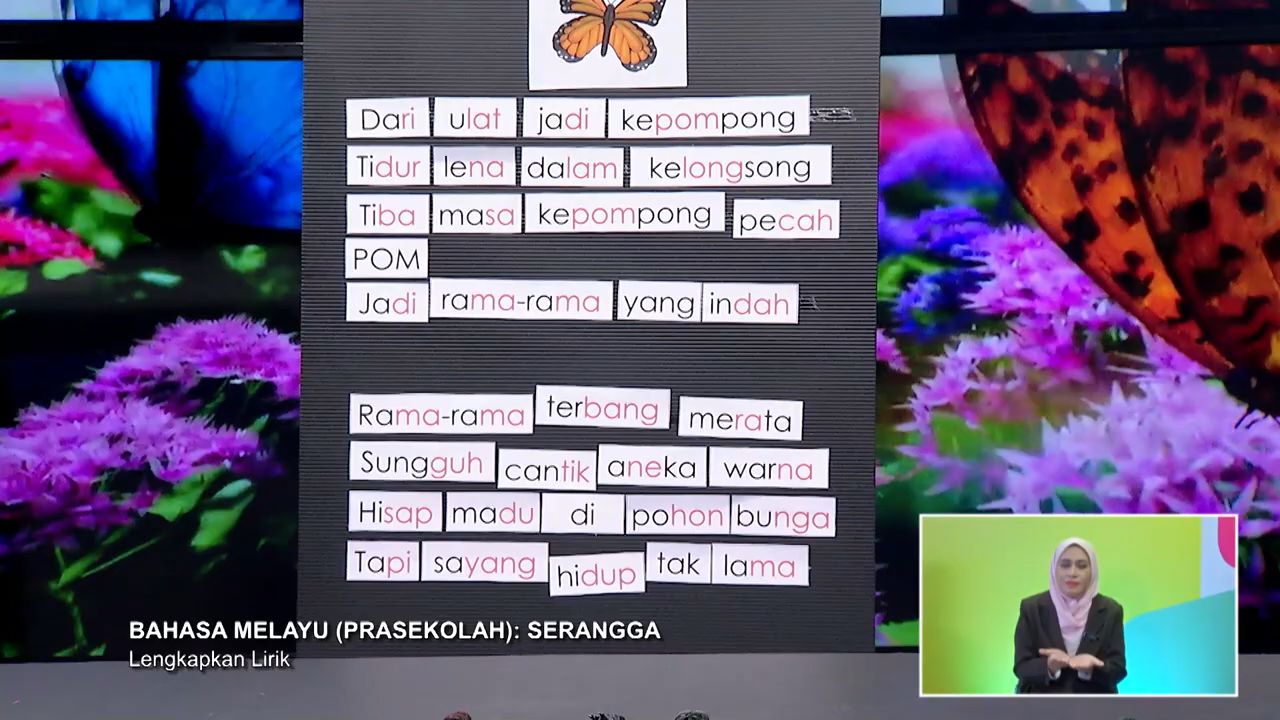 Dari ulat jadi kepompong
Tidur lena dalam kelongsong
Tiba masa kepompong pecah
POM
Jadi rama-rama yang indah
Rama-rama terbang merata
Sungguh cantik aneka warna
Hisap madu di pohon bunga
Tapi sayang hidup tak lama
BAHASA MELAYU (PRASEKOLAH): SERANGGA
Lengkapkan Lirik